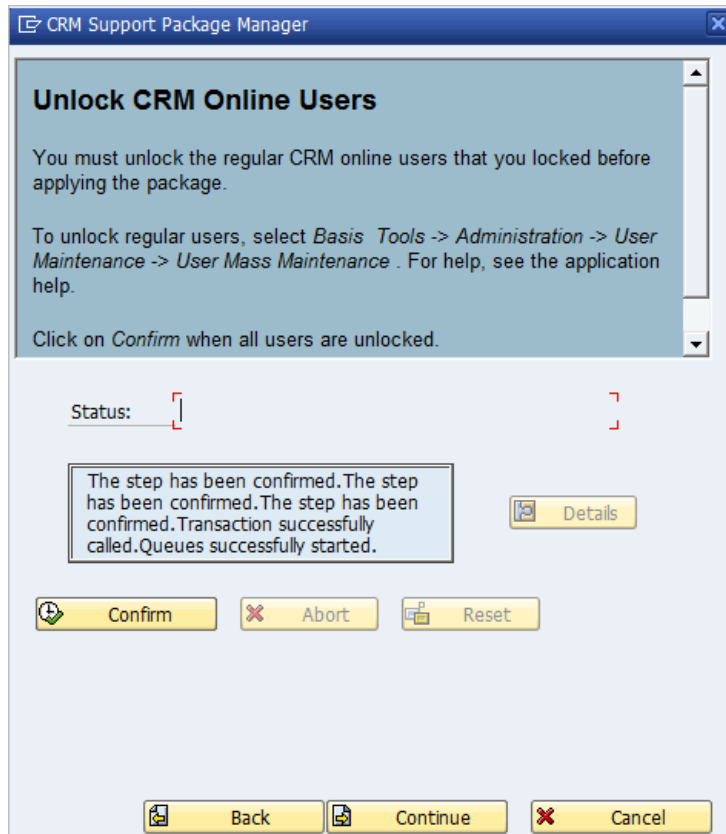 CRM Support Package Manager
Unlock CRM Online Users
You must unlock the regular CRM online users that you locked before
applying the package.
To unlock regular users, select Basis Tools -> Administration -> User
Maintenance -> User Mass Maintenance . For help, see the application
help.
Click on Confirm when all users are unlocked.
Status:
The step has been confirmed.The step
has been confirmed.The step has been
confirmed.Transaction successfully
called.Queues successfully started.
Details
Confirm Abort Reset
Back Continue Cancel